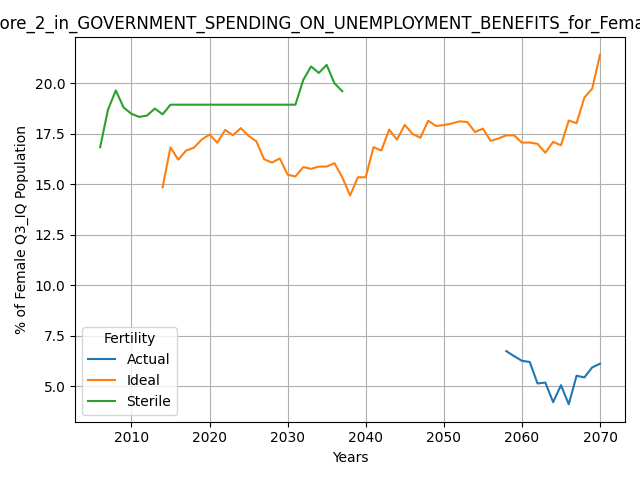 ore_2_in_GOVERNMENT_SPENDING_ON_UNEMPLOYMENT_BENEFITS_for_Fema
% of Female Q3_IQ Population
20.0
17.5
15.0
12.5
10.0
7.5
5.0
Fertility
Actual
Ideal
Sterile
2010 2020 2030 2040 2050 2060 2070
Years